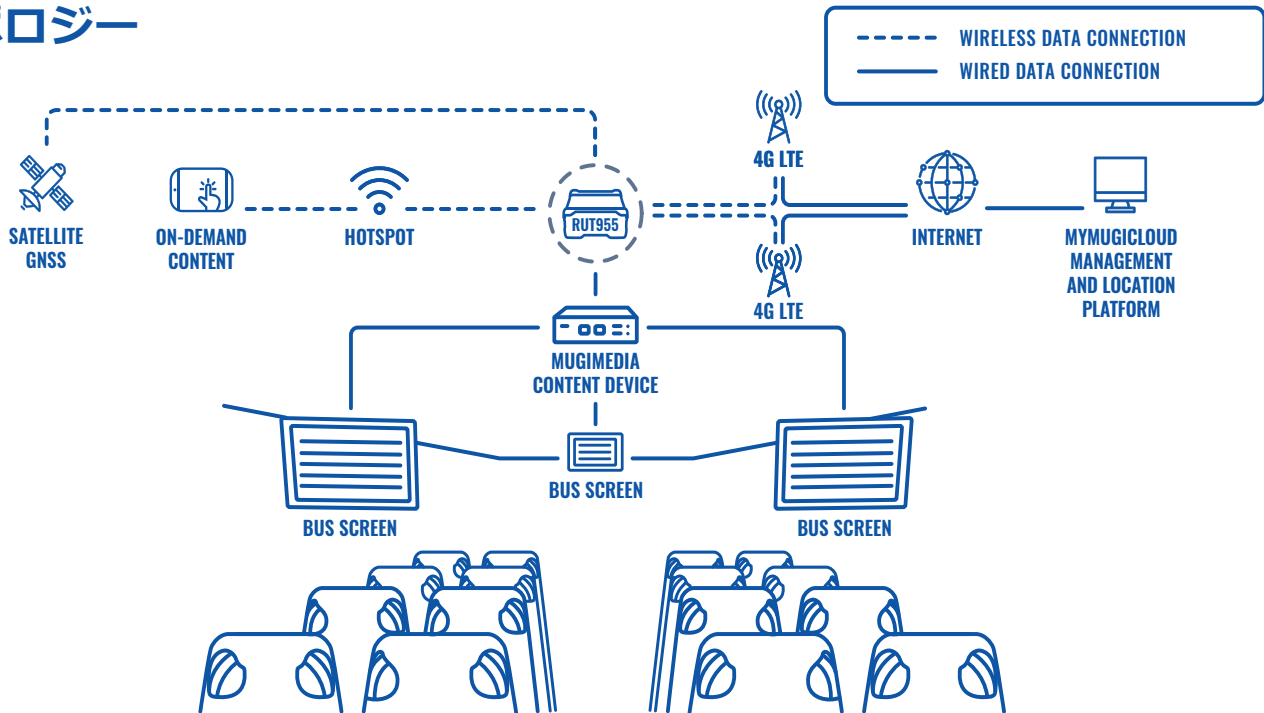 ロジー
WIRELESS DATA CONNECTION
WIRED DATA CONNECTION
4G LTE
SATELLITE
GNSS
ON-DEMAND
CONTENT
HOTSPOT
RUT955
INTERNET
MYMUGICLOUD
MANAGEMENT
AND LOCATION
PLATFORM
4G LTE
MUGIMEDIA
CONTENT DEVICE
BUS SCREEN
BUS SCREEN
BUS SCREEN